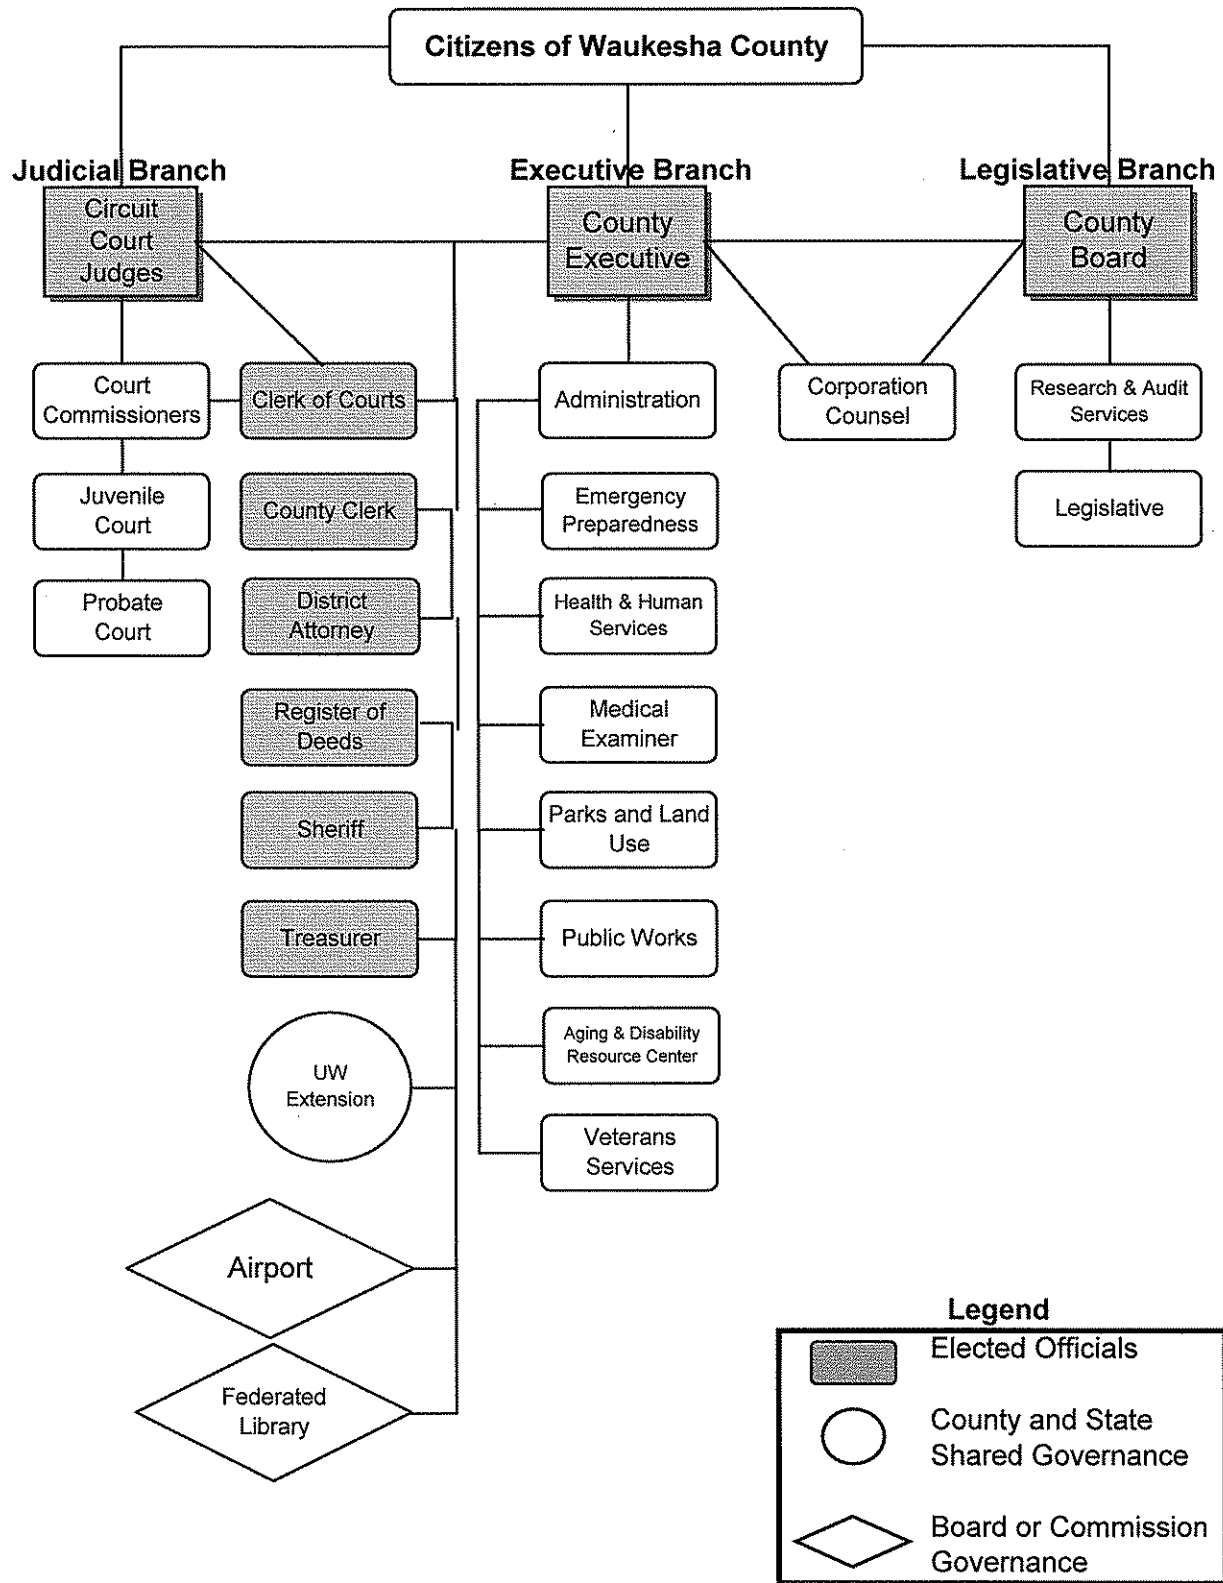 Citizens of Waukesha County
Judicial Branch
Executive Branch
Legislative Branch
Circuit
Court
Judges
County
Executive
County
Board
Court
Commissioners
Clerk of Courts
Administration
Corporation
Counsel
Research & Audit
Services
Juvenile
Court
County Clerk
Emergency
Preparedness
Legislative
Probate
Court
District
Attorney
Health & Human
Services
Register of
Deeds
Medical
Examiner
Sheriff
Parks and Land
Use
Treasurer
Public Works
UW
Extension
Aging & Disability
Resource Center
Veterans
Services
Airport
Federated
Library
Legend
Elected Officials
County and State
Shared Governance
Board or Commission
Governance